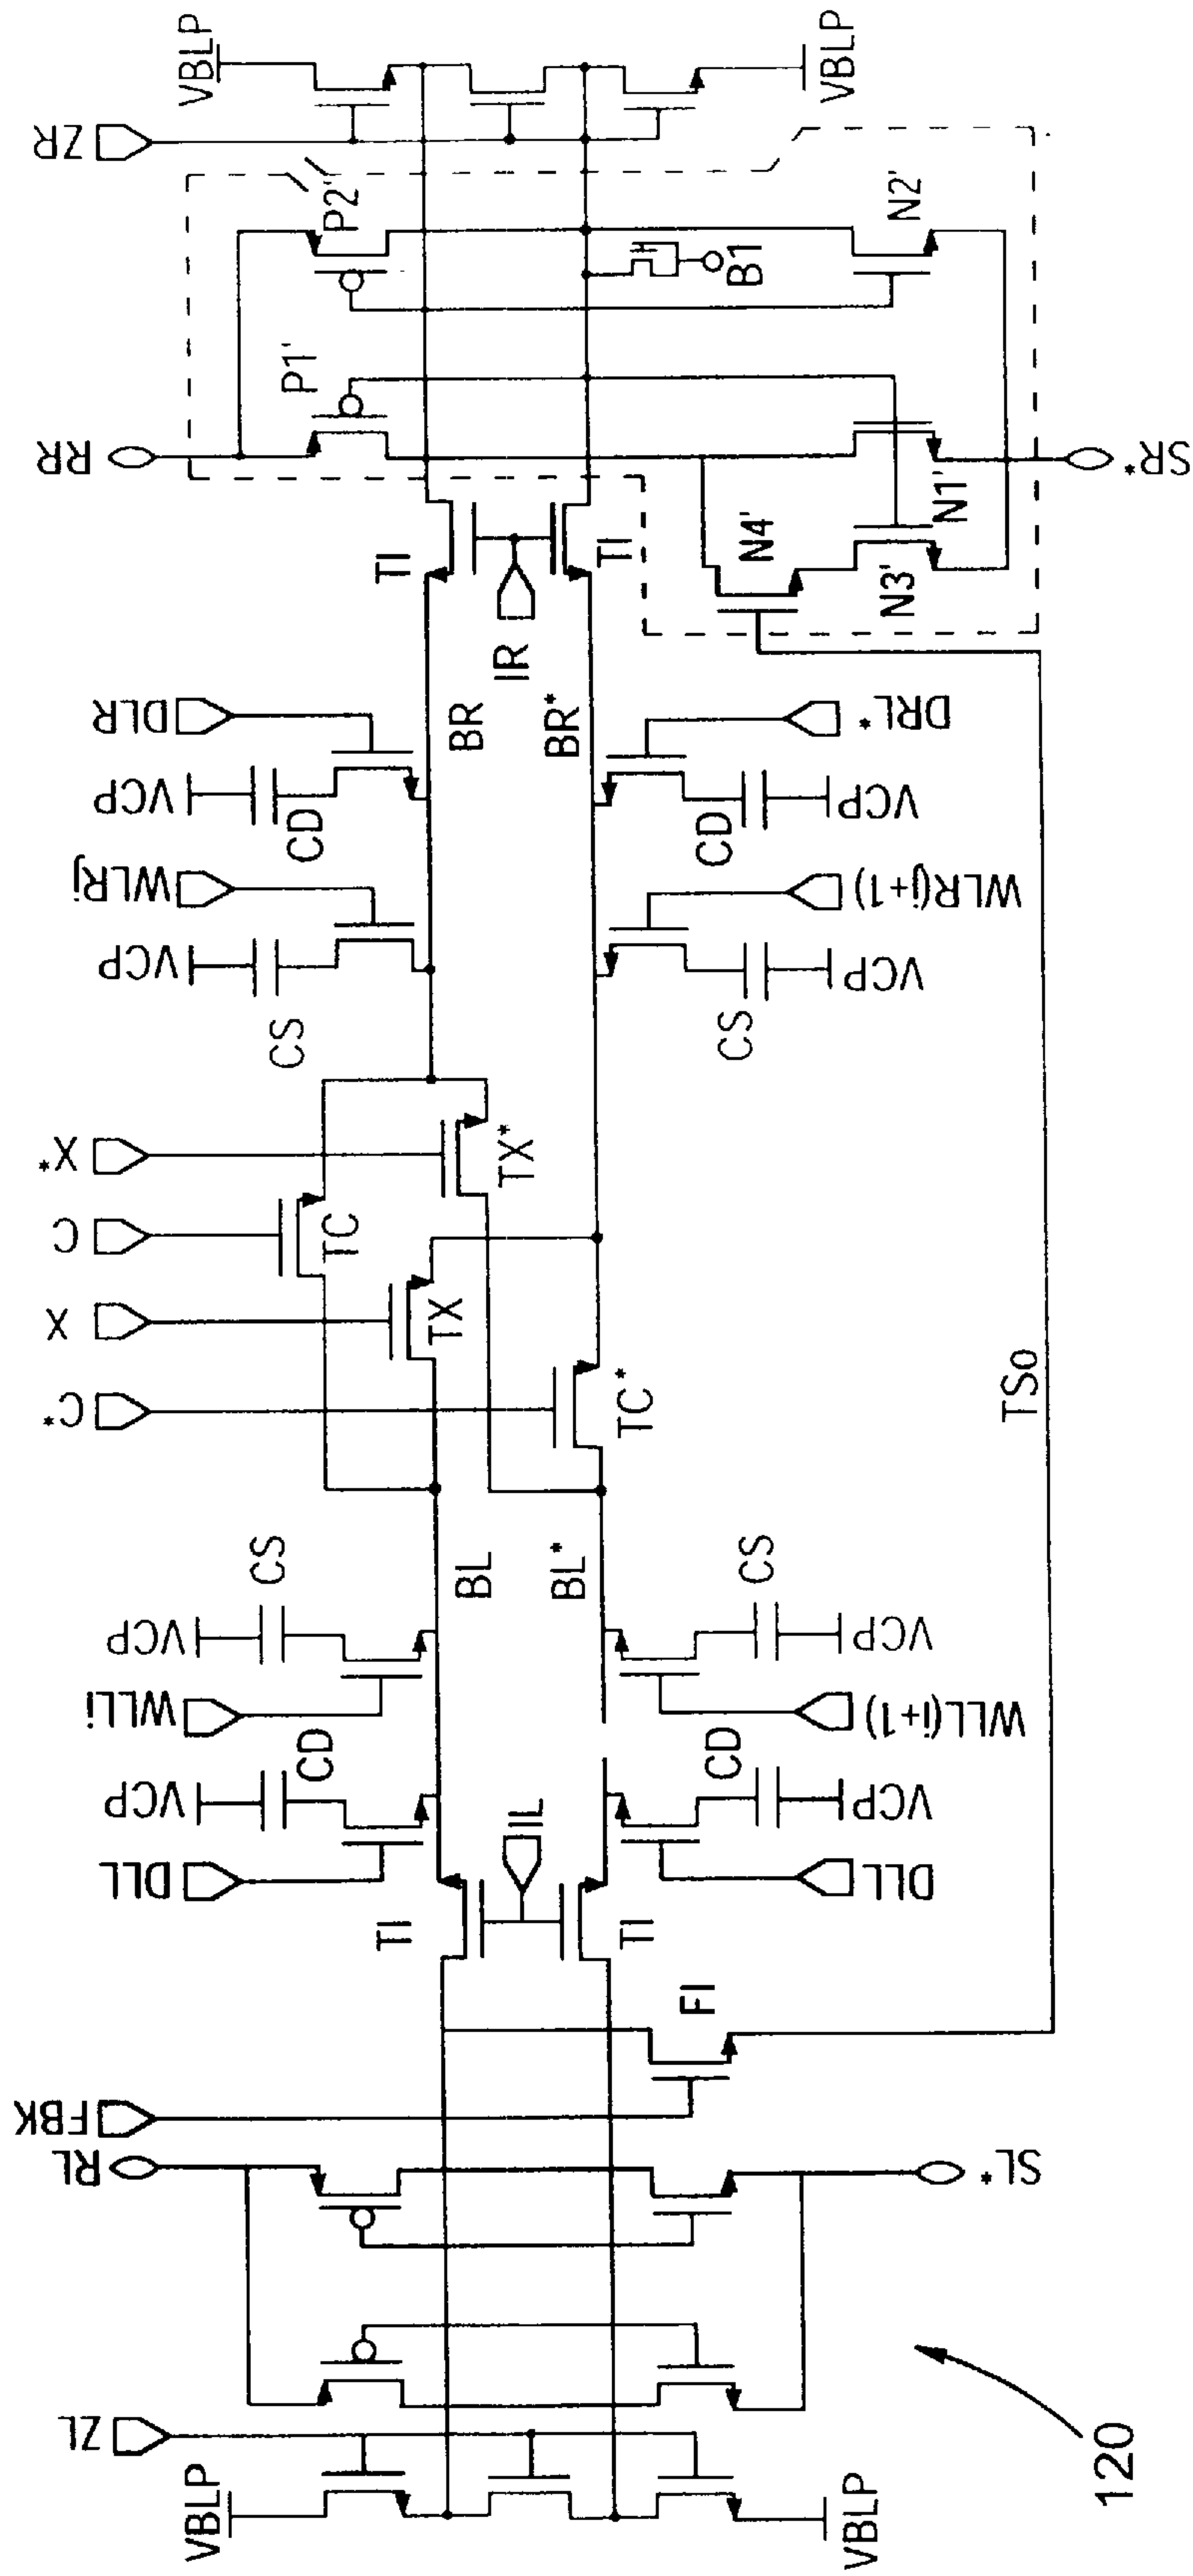 VBLP
ZR
VBLP
P2'
N2'
B1
P1'
RR
SR*
N1'
N4'
N3'
TI
TI
IR
DLR
BR
BR*
DRL*
VCP
CD
CD
VCP
WLRj
WLR(j+1)
VCP
CS
CS
VCP
X*
TX*
C
TC
X
TX
C*
TC*
TSo
CS
BL
BL*
CS
VCP
VCP
WLLi
WLL(i+1)
CD
CD
VCP
VCP
DLL
IL
DLL
TI
TI
FI
FBK
RL
SL*
ZL
VBLP
VBLP
120